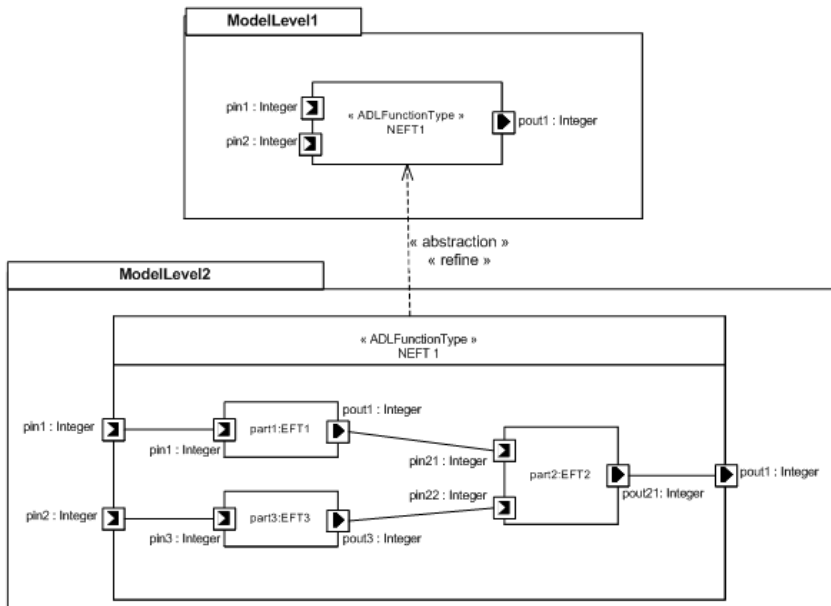 ModelLevel1
pin1 : Integer
« ADLFunctionType »
NEFT1
pout1 : Integer
pin2 : Integer
« abstraction »
« refine »
ModelLevel2
« ADLFunctionType »
NEFT 1
pout1 : Integer
pin1 : Integer
part1:EFT1
pin1 : Integer
pin21 : Integer
part2:EFT2
pout1 : Integer
pin22 : Integer
pout21: Integer
pin2 : Integer
part3:EFT3
pin3 : Integer
pout3 : Integer